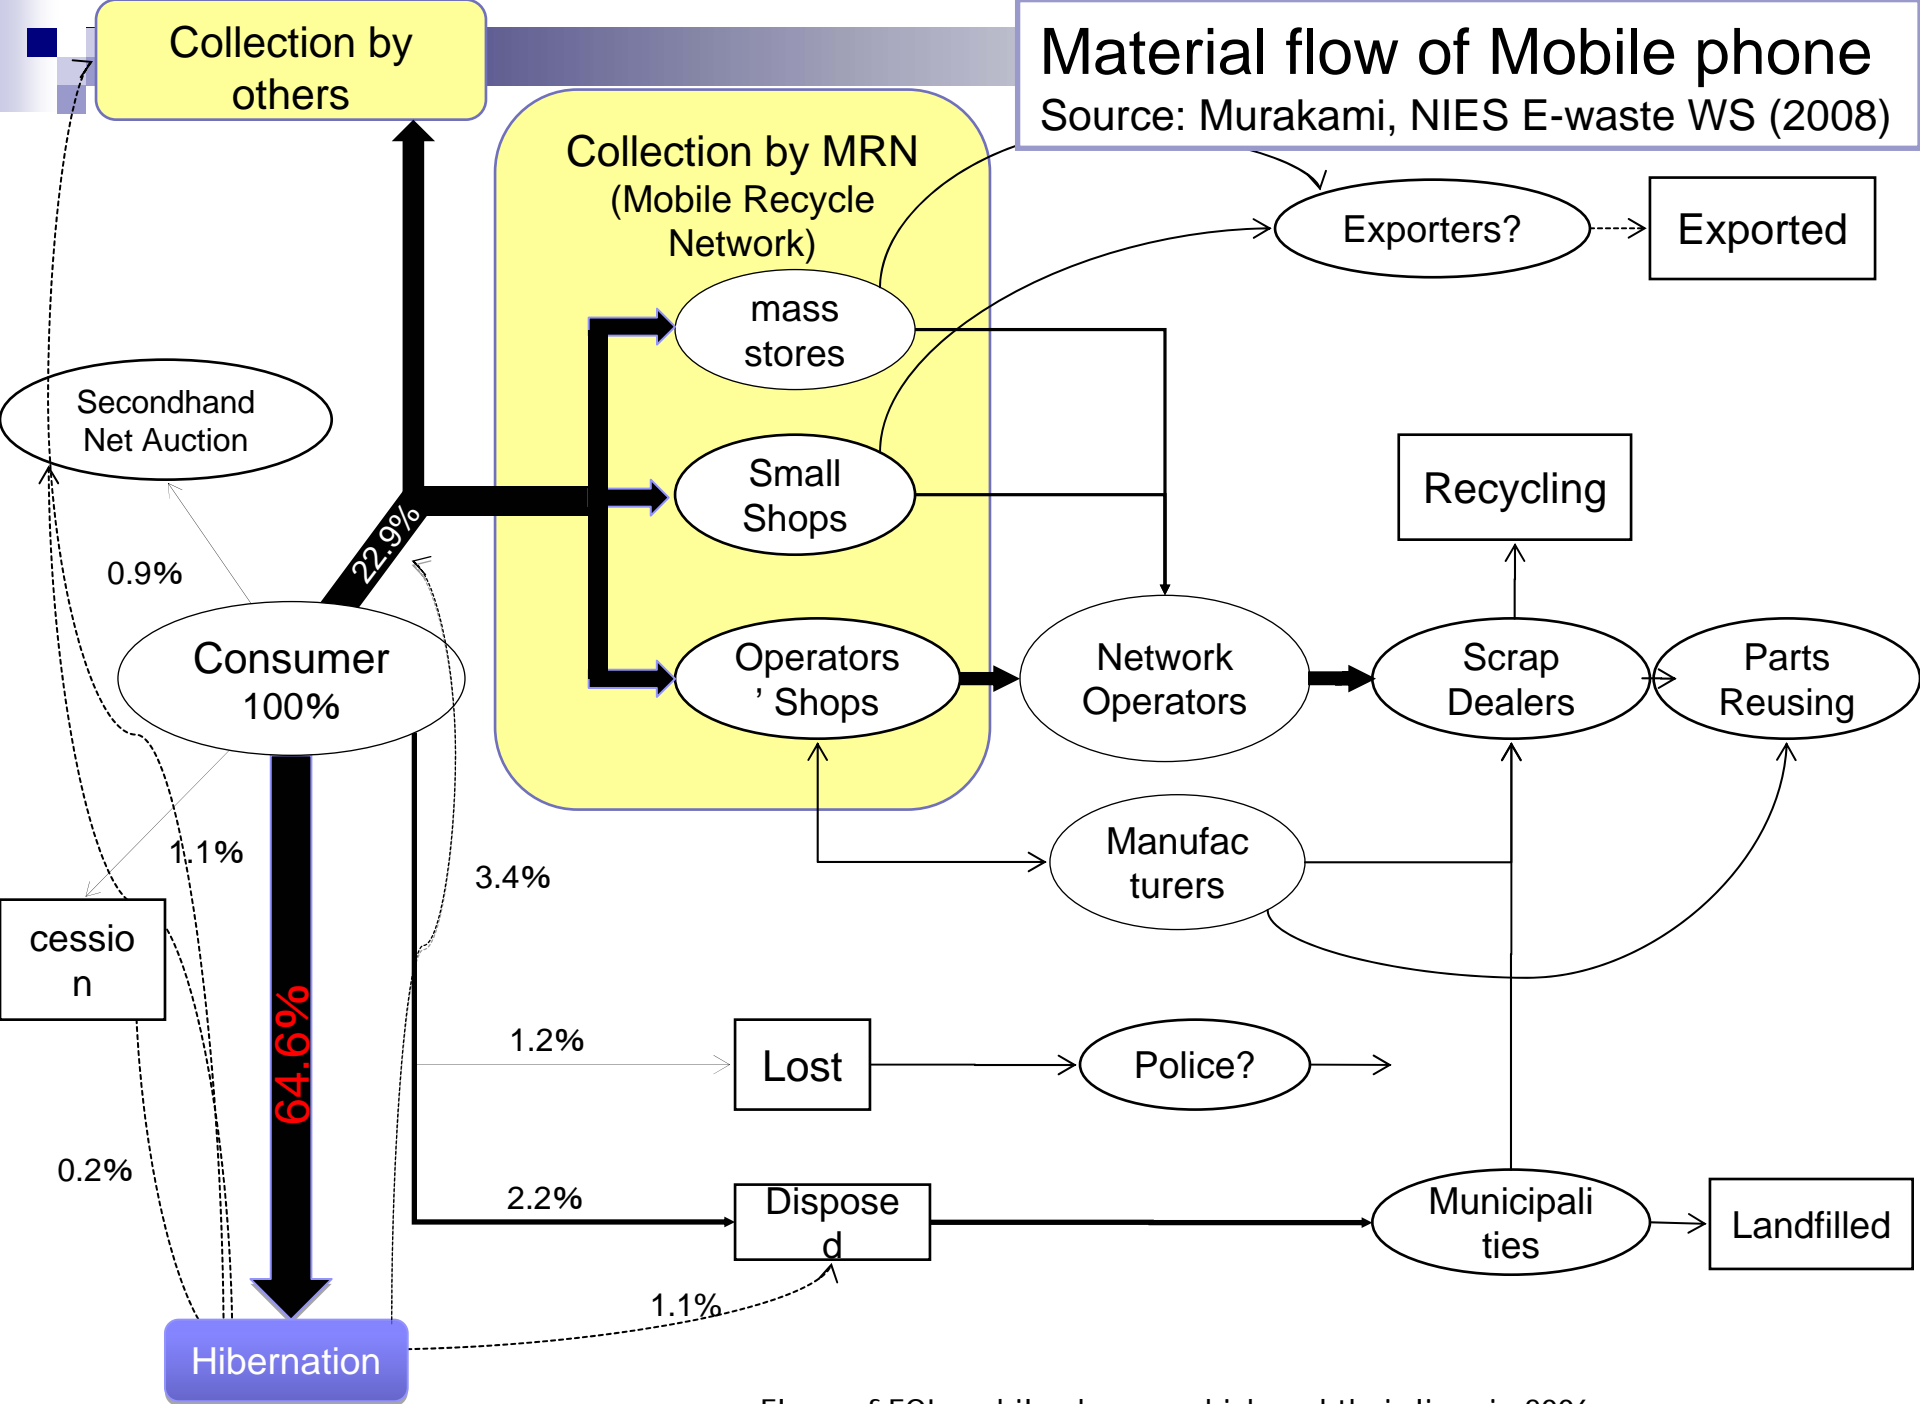 Collection by
others
Material flow of Mobile phone
Source: Murakami, NIES E-waste WS (2008)
Collection by MRN
(Mobile Recycle
Network)
Exporters?
Exported
mass
stores
Secondhand
Net Auction
Small
Shops
Recycling
22.9%
0.9%
Consumer
100%
Operators
’ Shops
Network
Operators
Scrap
Dealers
Parts
Reusing
1.1%
3.4%
Manufac
turers
cessio
n
64.6%
1.2%
Lost
Police?
0.2%
2.2%
Dispose
d
Municipali
ties
Landfilled
1.1%
Hibernation